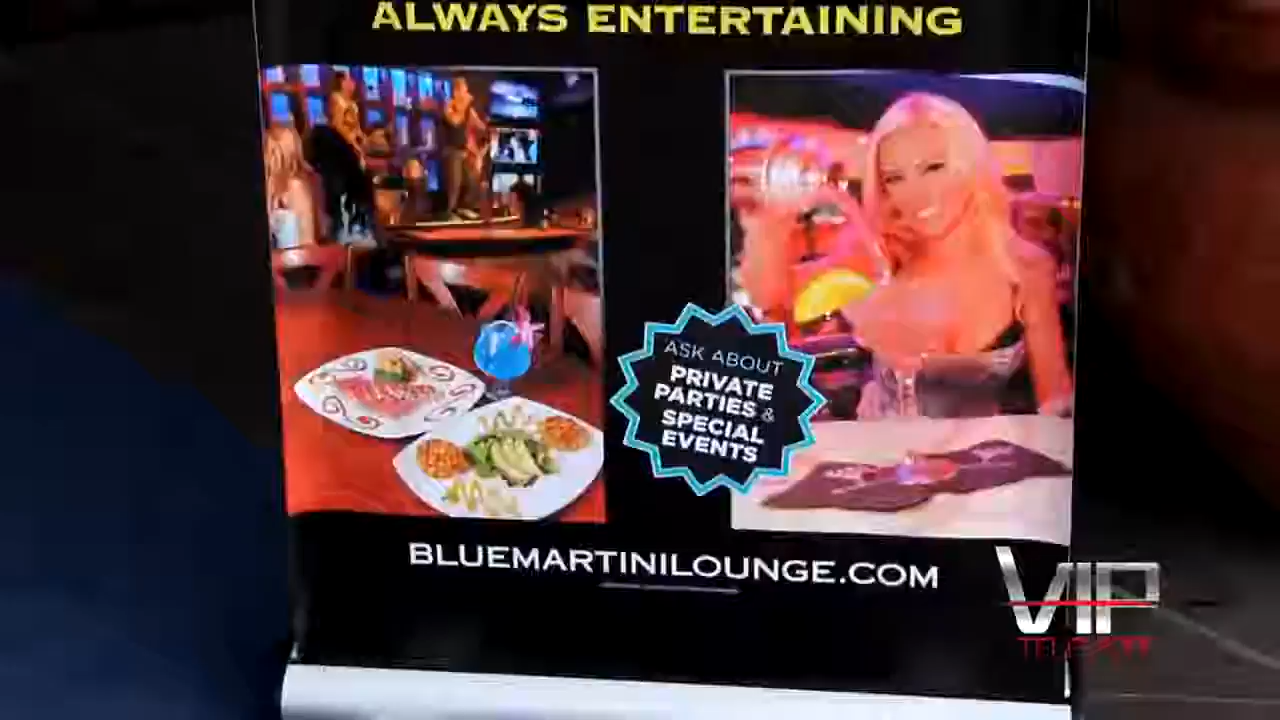 ALWAYS ENTERTAINING
ASK ABOUT
PRIVATE
PARTIES &
SPECIAL
EVENTS
BLUEMARTINILOUNGE.COM
VIP